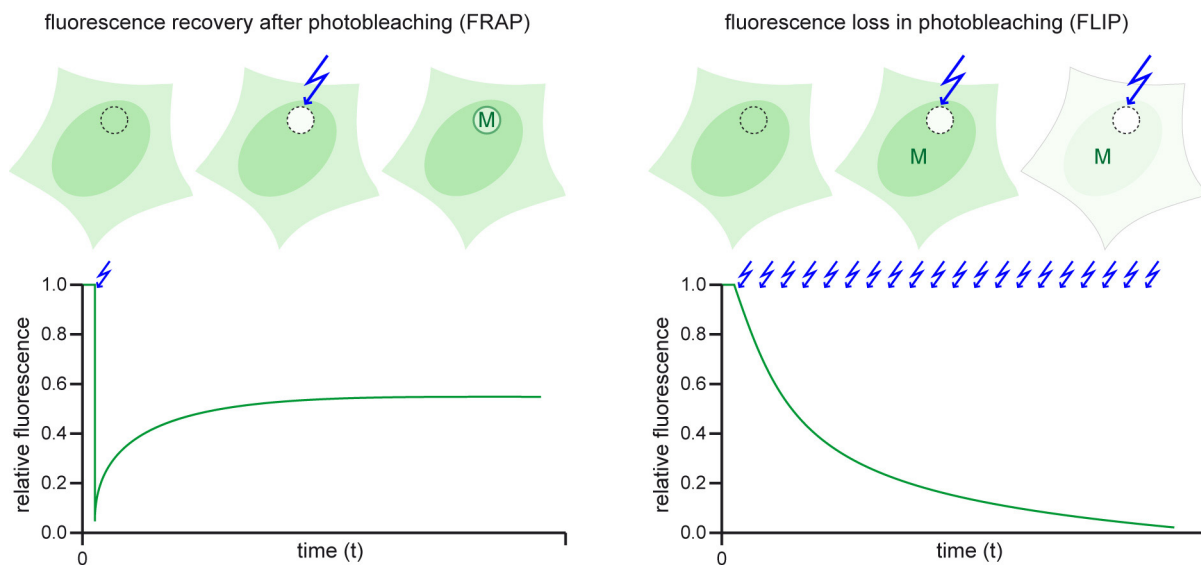 fluorescence recovery after photobleaching (FRAP)
M
relative fluorescence
1.0
0.8
0.6
0.4
0.2
0.0
0
time (t)
fluorescence loss in photobleaching (FLIP)
M
M
relative fluorescence
1.0
0.8
0.6
0.4
0.2
0.0
0
time (t)